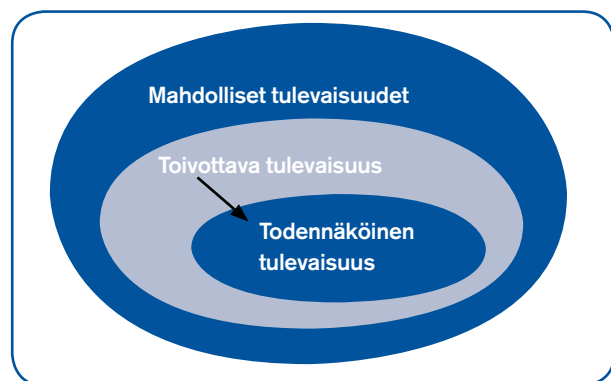 Mahdolliset tulevaisuudet
Toivottava tulevaisuus
Todennäköinen
tulevaisuus